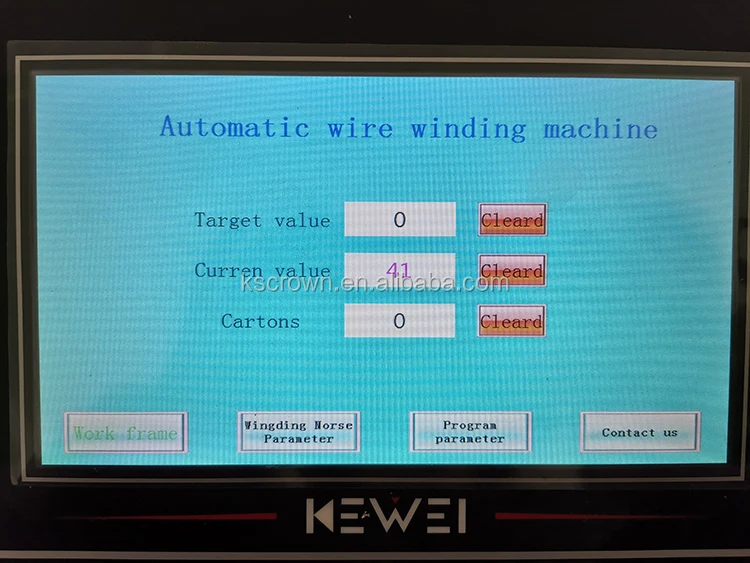 Automatic wire winding machine
Target value 0 Cleard
Curren value 41 Cleard
kscrown.en.alibaba.com
Cartons 0 Cleard
Work frame
Wingding Norse
Parameter
Program
parameter
Contact us
KEWEI